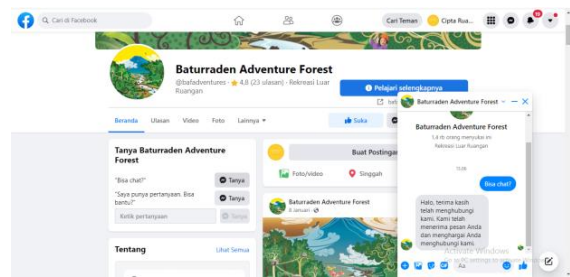 Cari di Facebook
Cari Teman
Cipta Rua...
Baturraden Adventure Forest
@bafadventures · 4,8 (23 ulasan) · Rekreasi Luar
Ruangan
Pelajari selengkapnya
Beranda Ulasan Video Foto Lainnya
Suka
Tanya Baturraden Adventure
Forest
"Bisa chat?"
Tanya
"Saya punya pertanyaan. Bisa
bantu?"
Tanya
Ketik pertanyaan
Tanya
Tentang
Lihat Semua
Buat Postingan
Foto/video
Singgah
Baturraden Adventure Forest
8 Januari
Baturraden Adventure Forest
Baturraden Adventure Forest
1,4 rb orang menyukai ini
Rekreasi Luar Ruangan
Bisa chat?
Halo, terima kasih
telah menghubungi
kami. Kami telah
menerima pesan Anda
dan menghargai Anda
menghubungi kami.
Activate Windows
Aa